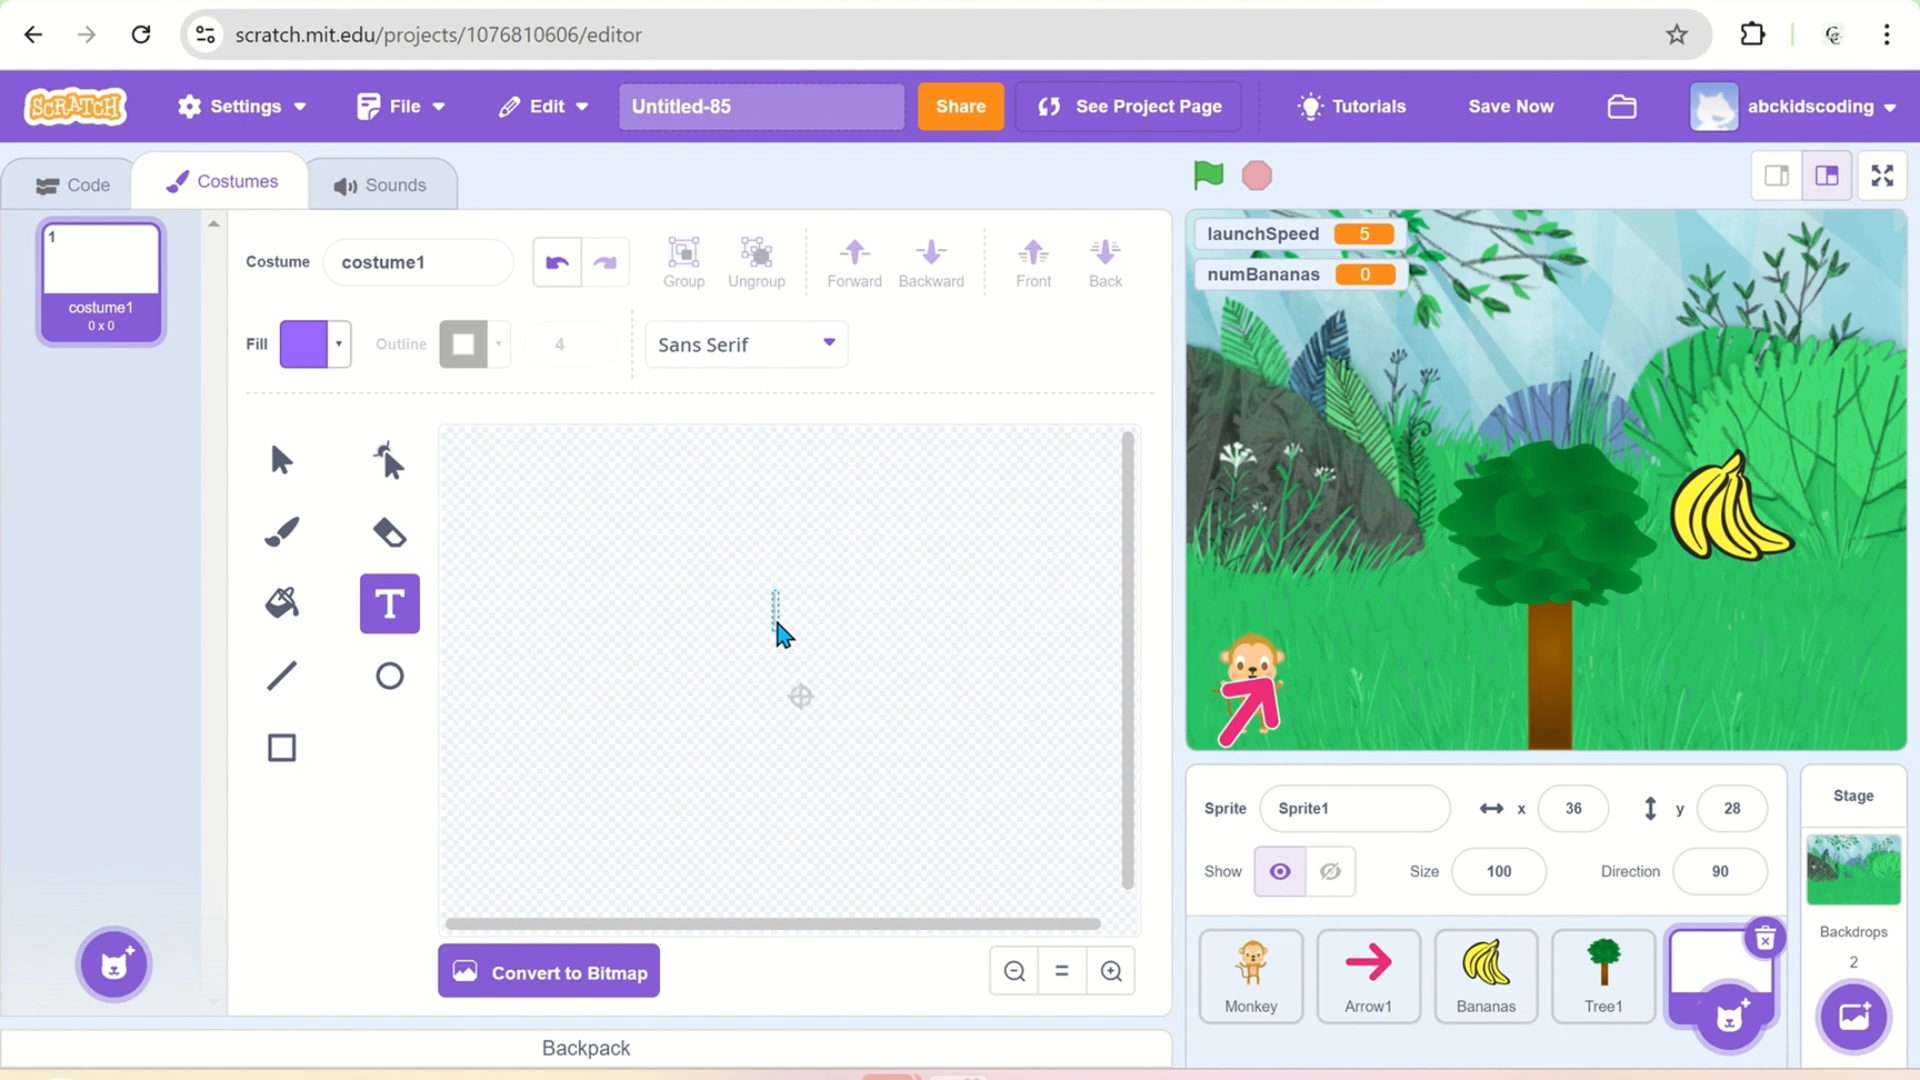 scratch.mit.edu/projects/1076810606/editor
SCRATCH Settings File Edit Untitled-85 Share See Project Page Tutorials Save Now abckidscoding
Code Costumes Sounds
1
costume1
0 x 0
Costume costume1 Group Ungroup Forward Backward Front Back
Fill Outline 4 Sans Serif
T
Convert to Bitmap
Backpack
launchSpeed 5
numBananas 0
Sprite Sprite1 x 36 y 28
Show Size 100 Direction 90
Monkey Arrow1 Bananas Tree1
Stage
Backdrops
2